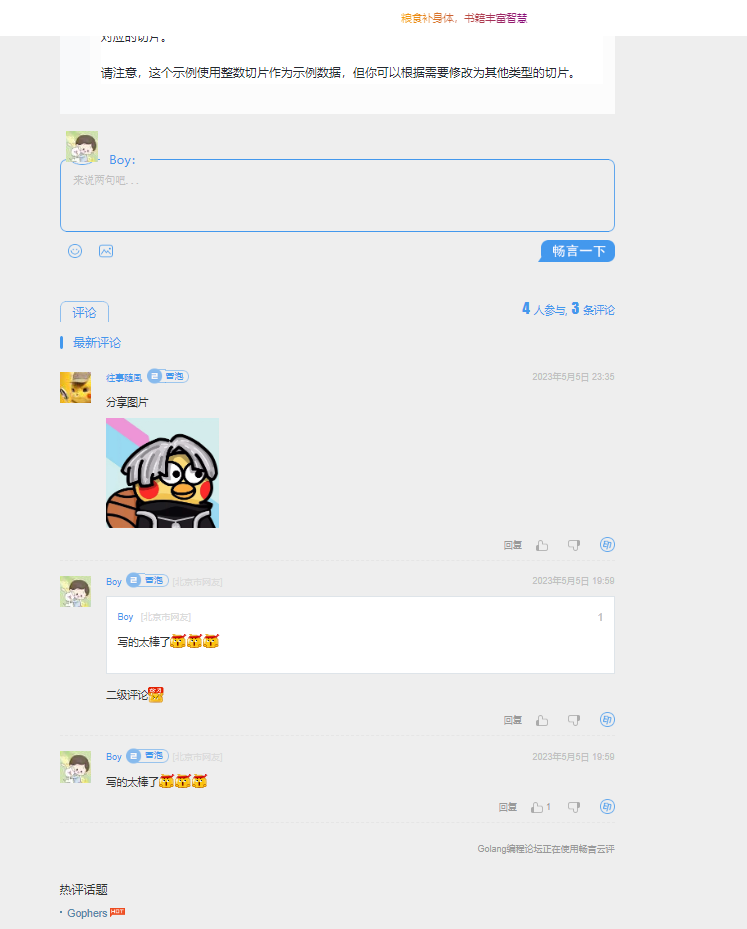 粮食补身体，书籍丰富智慧
对应的切片。
请注意，这个示例使用整数切片作为示例数据，但你可以根据需要修改为其他类型的切片。
Boy:
来说两句吧...
畅言一下
评论
4 人参与, 3 条评论
最新评论
往事随風 2 冒泡 2023年5月5日 23:35
分享图片
回复 印
Boy 2 冒泡 [北京市网友] 2023年5月5日 19:59
Boy [北京市网友] 1
写的太棒了
二级评论
回复 印
Boy 2 冒泡 [北京市网友] 2023年5月5日 19:59
写的太棒了
回复 1 印
Golang编程论坛正在使用畅言云评
热评话题
· Gophers HOT